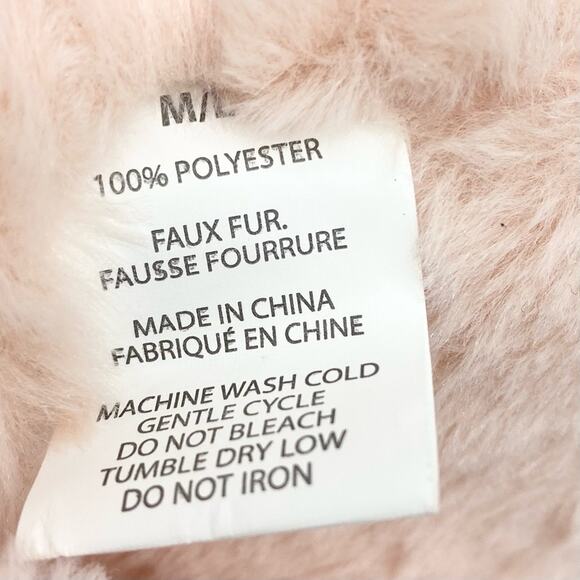 M/L
100% POLYESTER
FAUX FUR.
FAUSSE FOURRURE
MADE IN CHINA
FABRIQUÉ EN CHINE
MACHINE WASH COLD
GENTLE CYCLE
DO NOT BLEACH
TUMBLE DRY LOW
DO NOT IRON